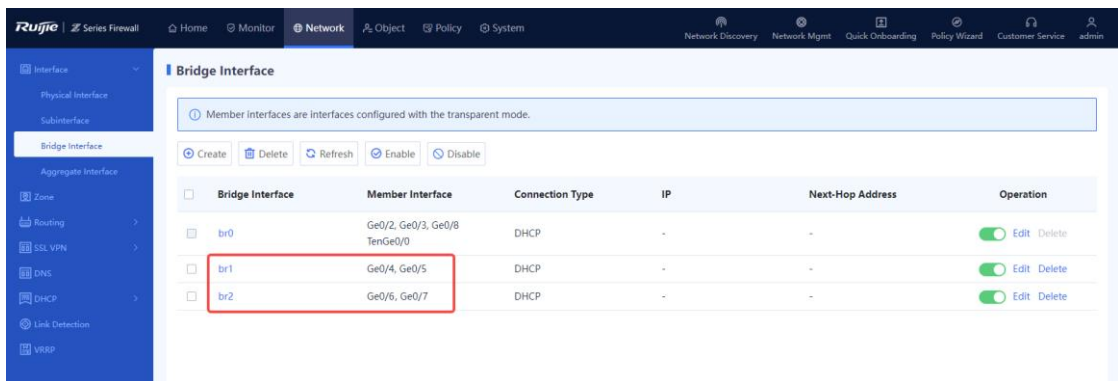 Ruijie | Z Series Firewall
Home Monitor Network Object Policy System
Network Discovery Network Mgmt Quick Onboarding Policy Wizard Customer Service admin
Interface
Physical Interface
Subinterface
Bridge Interface
Aggregate Interface
Zone
Routing
SSL VPN
DNS
DHCP
Link Detection
VRRP
Bridge Interface
Member interfaces are interfaces configured with the transparent mode.
Create Delete Refresh Enable Disable
Bridge Interface Member Interface Connection Type IP Next-Hop Address Operation
br0 Ge0/2, Ge0/3, Ge0/8 TenGe0/0 DHCP - - Edit Delete
br1 Ge0/4, Ge0/5 DHCP - - Edit Delete
br2 Ge0/6, Ge0/7 DHCP - - Edit Delete